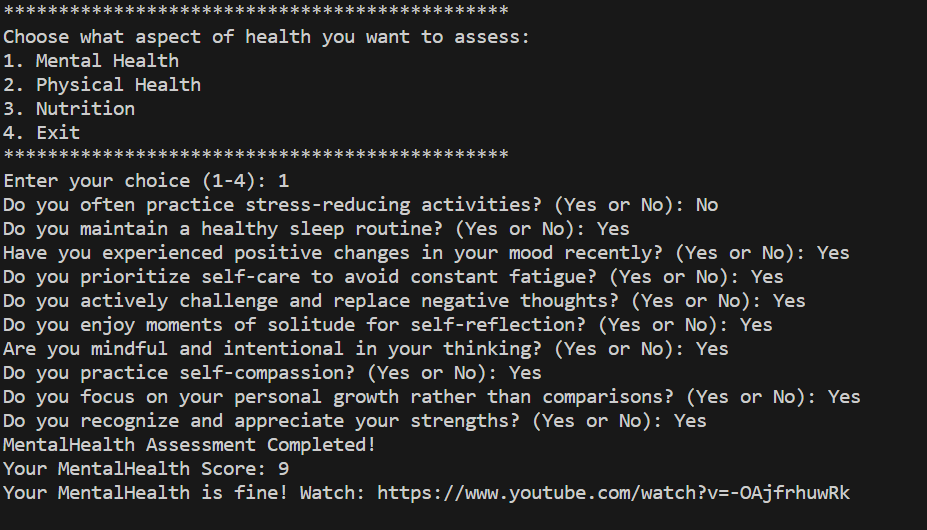 **********************************************
Choose what aspect of health you want to assess:
1. Mental Health
2. Physical Health
3. Nutrition
4. Exit
**********************************************
Enter your choice (1-4): 1
Do you often practice stress-reducing activities? (Yes or No): No
Do you maintain a healthy sleep routine? (Yes or No): Yes
Have you experienced positive changes in your mood recently? (Yes or No): Yes
Do you prioritize self-care to avoid constant fatigue? (Yes or No): Yes
Do you actively challenge and replace negative thoughts? (Yes or No): Yes
Do you enjoy moments of solitude for self-reflection? (Yes or No): Yes
Are you mindful and intentional in your thinking? (Yes or No): Yes
Do you practice self-compassion? (Yes or No): Yes
Do you focus on your personal growth rather than comparisons? (Yes or No): Yes
Do you recognize and appreciate your strengths? (Yes or No): Yes
MentalHealth Assessment Completed!
Your MentalHealth Score: 9
Your MentalHealth is fine! Watch: https://www.youtube.com/watch?v=-OAjfrhuwRk